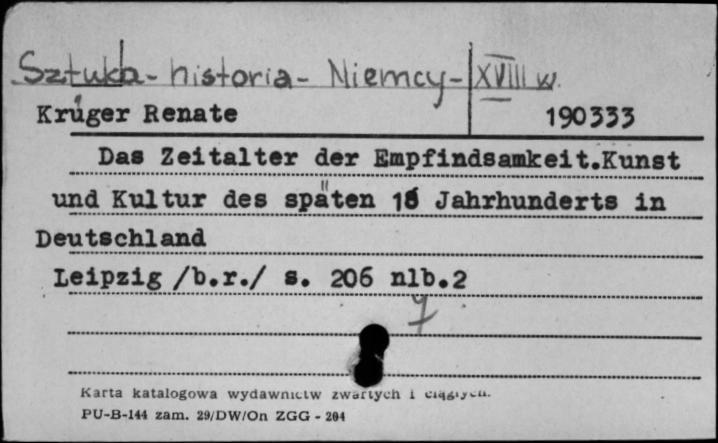 Sztuka - historia - Niemcy - XVIII w.
Krüger Renate 190333
Das Zeitalter der Empfindsamkeit.Kunst
und Kultur des späten 18 Jahrhunderts in
Deutschland
Leipzig /b.r./ s. 206 nlb.2
7
Karta katalogowa wydawnictw zwartych i ciągłych.
PU-B-144 zam. 29/DW/On ZGG - 204